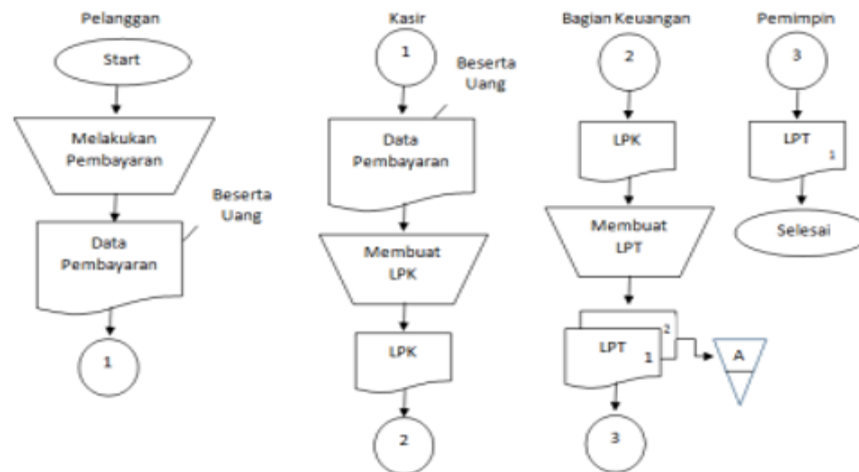 Pelanggan
Start
Melakukan
Pembayaran
Beserta
Uang
Data
Pembayaran
1
Kasir
1
Beserta
Uang
Data
Pembayaran
Membuat
LPK
LPK
2
Bagian Keuangan
2
LPK
Membuat
LPT
2
LPT
1
A
3
Pemimpin
3
LPT
1
Selesai